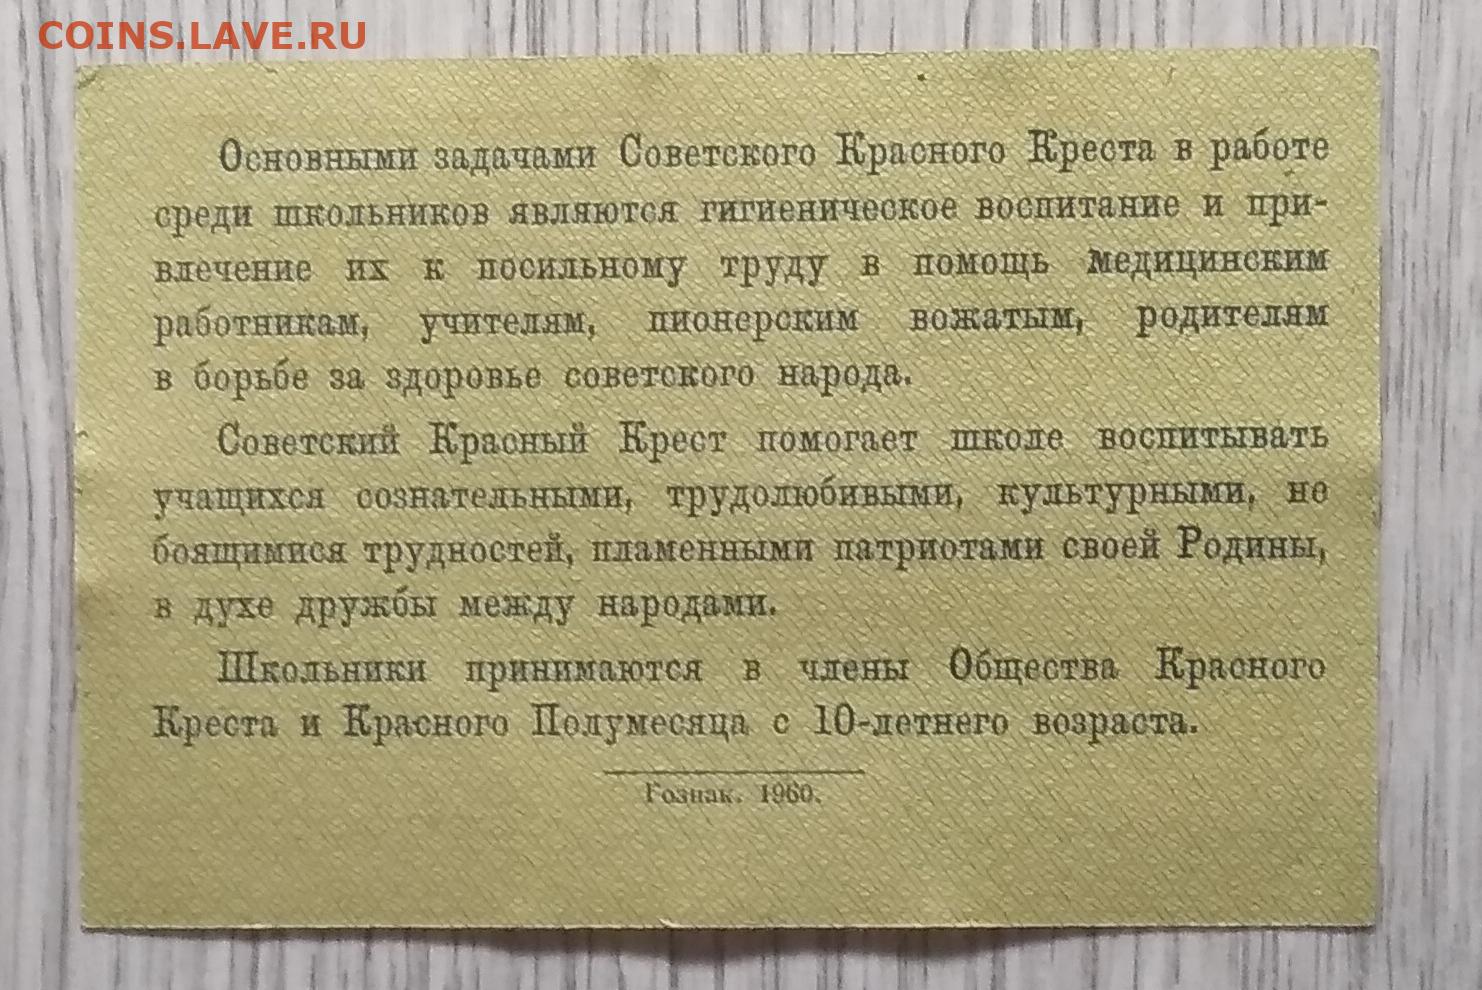 COINS.LAVE.RU
Основными задачами Советского Красного Креста в работе
среди школьников являются гигиеническое воспитание и при-
влечение их к посильному труду в помощь медицинским
работникам, учителям, пионерским вожатым, родителям
в борьбе за здоровье советского народа.
Советский Красный Крест помогает школе воспитывать
учащихся сознательными, трудолюбивыми, культурными, не
боящимися трудностей, пламенными патриотами своей Родины,
в духе дружбы между народами.
Школьники принимаются в члены Общества Красного
Креста и Красного Полумесяца с 10-летнего возраста.
Гознак. 1960.